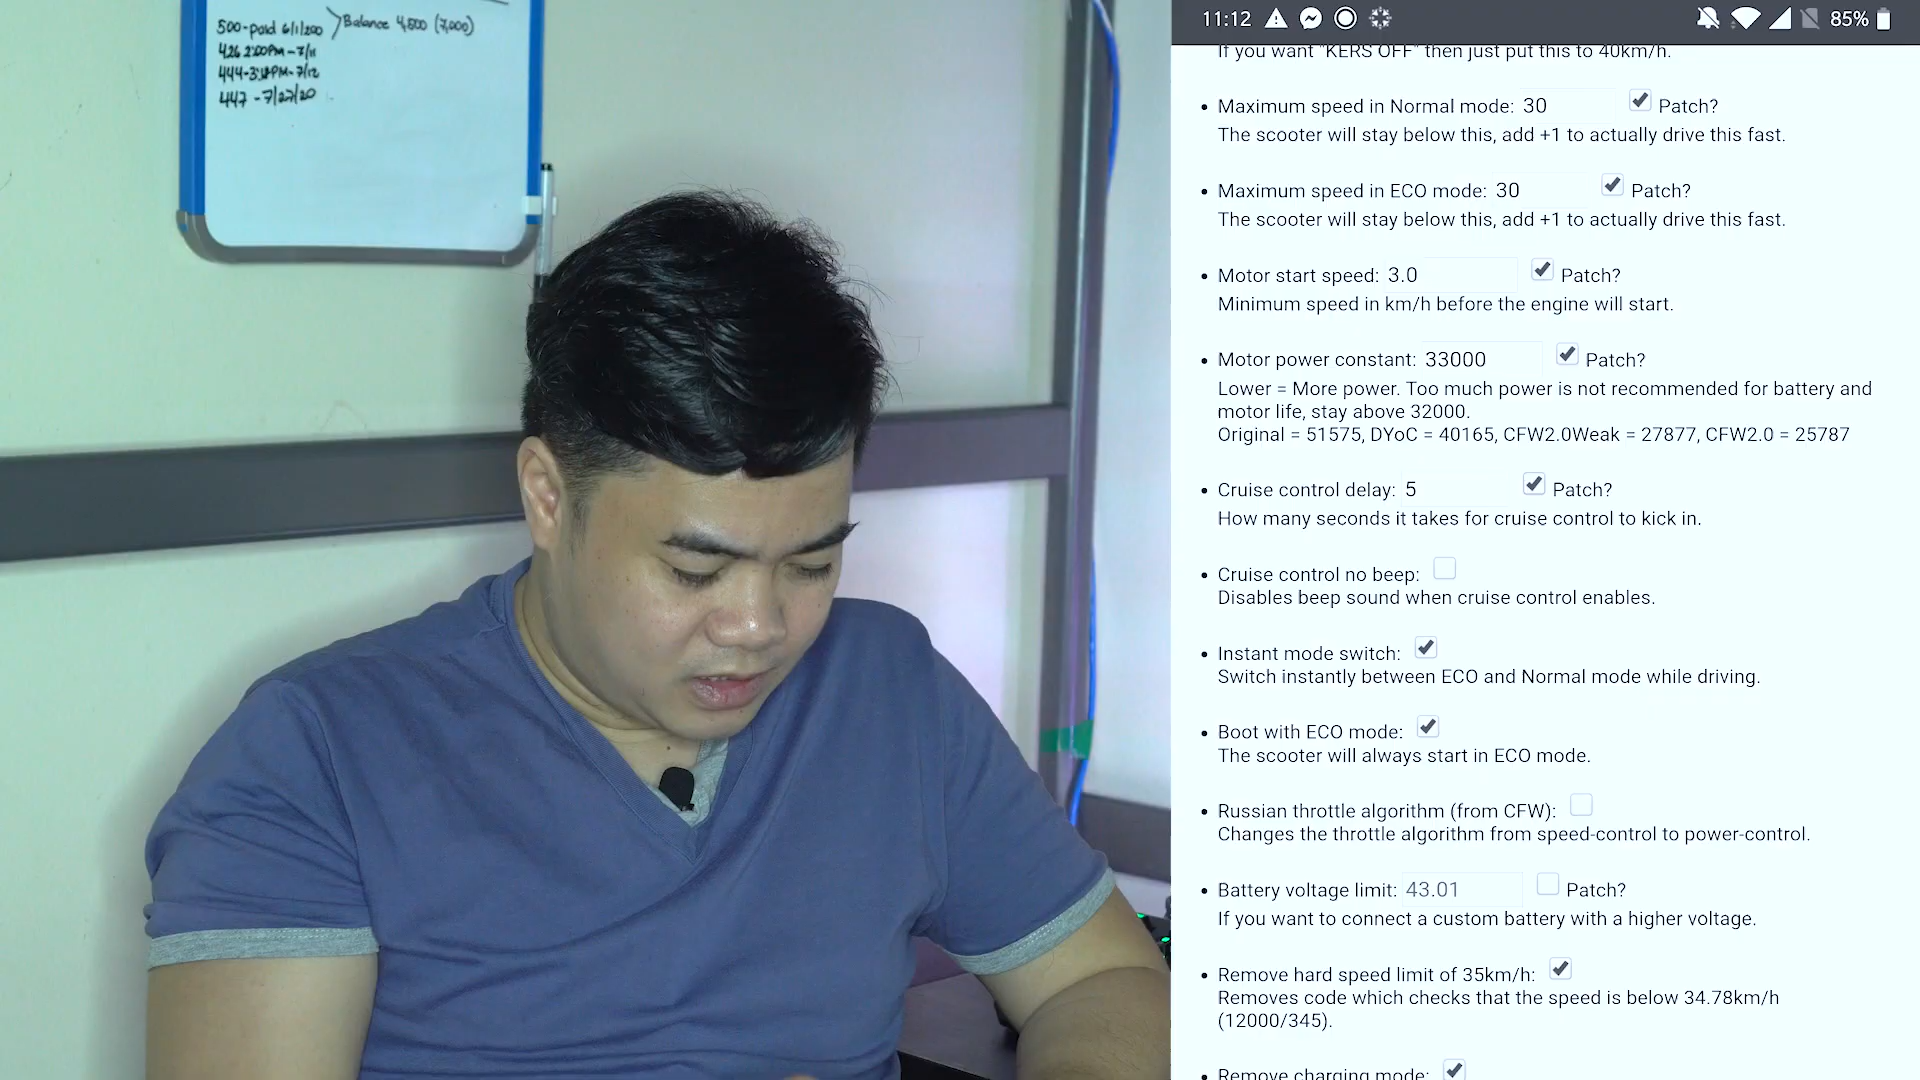 500-paid 6/1/200 Balance 4,500 (7,000)
426 2:00PM-7/11
444-3:11PM-7/12
447 -7/27/20
11:12
85%
If you want "KERS OFF" then just put this to 40km/h.
• Maximum speed in Normal mode: 30 Patch?
The scooter will stay below this, add +1 to actually drive this fast.
• Maximum speed in ECO mode: 30 Patch?
The scooter will stay below this, add +1 to actually drive this fast.
• Motor start speed: 3.0 Patch?
Minimum speed in km/h before the engine will start.
• Motor power constant: 33000 Patch?
Lower = More power. Too much power is not recommended for battery and
motor life, stay above 32000.
Original = 51575, DYoC = 40165, CFW2.0Weak = 27877, CFW2.0 = 25787
• Cruise control delay: 5 Patch?
How many seconds it takes for cruise control to kick in.
• Cruise control no beep:
Disables beep sound when cruise control enables.
• Instant mode switch:
Switch instantly between ECO and Normal mode while driving.
• Boot with ECO mode:
The scooter will always start in ECO mode.
• Russian throttle algorithm (from CFW):
Changes the throttle algorithm from speed-control to power-control.
• Battery voltage limit: 43.01 Patch?
If you want to connect a custom battery with a higher voltage.
• Remove hard speed limit of 35km/h:
Removes code which checks that the speed is below 34.78km/h
(12000/345).
• Remove charging mode: